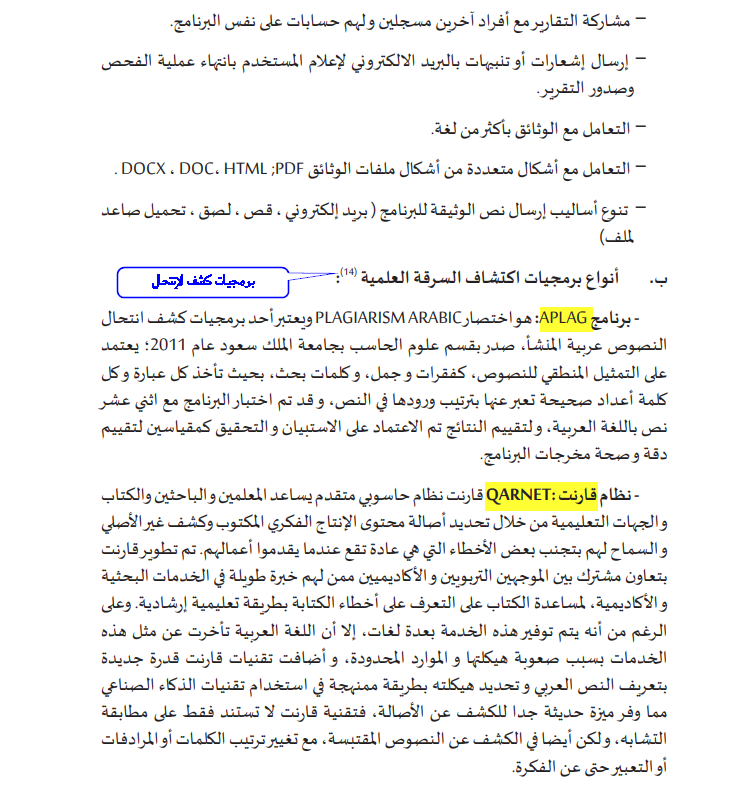 – مشاركة التقارير مع أفراد آخرين مسجلين ولهم حسابات على نفس البرنامج.
– إرسال إشعارات أو تنبيهات بالبريد الالكتروني لإعلام المستخدم بانتهاء عملية الفحص
وصدور التقرير.
– التعامل مع الوثائق بأكثر من لغة.
– التعامل مع أشكال متعددة من أشكال ملفات الوثائق DOCX ، DOC، HTML ;PDF .
– تنوع أساليب إرسال نص الوثيقة للبرنامج ( بريد إلكتروني ، قص ، لصق ، تحميل صاعد
لملف)
ب. أنواع برمجيات اكتشاف السرقة العلمية (14):
برمجيات كشف الإنتحال
- برنامج APLAG: هو اختصار PLAGIARISM ARABIC ويعتبر أحد برمجيات كشف انتحال
النصوص عربية المنشأ، صدر بقسم علوم الحاسب بجامعة الملك سعود عام 2011؛ يعتمد
على التمثيل المنطقي للنصوص، كفقرات و جمل، وكلمات بحث، بحيث تأخذ كل عبارة و كل
كلمة أعداد صحيحة تعبر عنها بترتيب ورودها في النص، و قد تم اختبار البرنامج مع اثني عشر
نص باللغة العربية، ولتقييم النتائج تم الاعتماد على الاستبيان و التحقيق كمقياسين لتقييم
دقة و صحة مخرجات البرنامج.
- نظام قارنت :QARNET قارنت نظام حاسوبي متقدم يساعد المعلمين و الباحثين والكتاب
و الجهات التعليمية من خلال تحديد أصالة محتوى الإنتاج الفكري المكتوب وكشف غير الأصلي
و السماح لهم بتجنب بعض الأخطاء التي هي عادة تقع عندما يقدموا أعمالهم. تم تطوير قارنت
بتعاون مشترك بين الموجهين التربويين و الأكاديميين ممن لهم خبرة طويلة في الخدمات البحثية
و الأكاديمية، لمساعدة الكتاب على التعرف على أخطاء الكتابة بطريقة تعليمية إرشادية. وعلى
الرغم من أنه يتم توفير هذه الخدمة بعدة لغات، إلا أن اللغة العربية تأخرت عن مثل هذه
الخدمات بسبب صعوبة هيكلتها و الموارد المحدودة، و أضافت تقنيات قارنت قدرة جديدة
بتعريف النص العربي و تحديد هيكلته بطريقة ممنهجة في استخدام تقنيات الذكاء الصناعي
مما وفر ميزة حديثة جدا للكشف عن الأصالة، فتقنية قارنت لا تستند فقط على مطابقة
التشابه، ولكن أيضا في الكشف عن النصوص المقتبسة، مع تغيير ترتيب الكلمات أو المرادفات
أو التعبير حتى عن الفكرة.